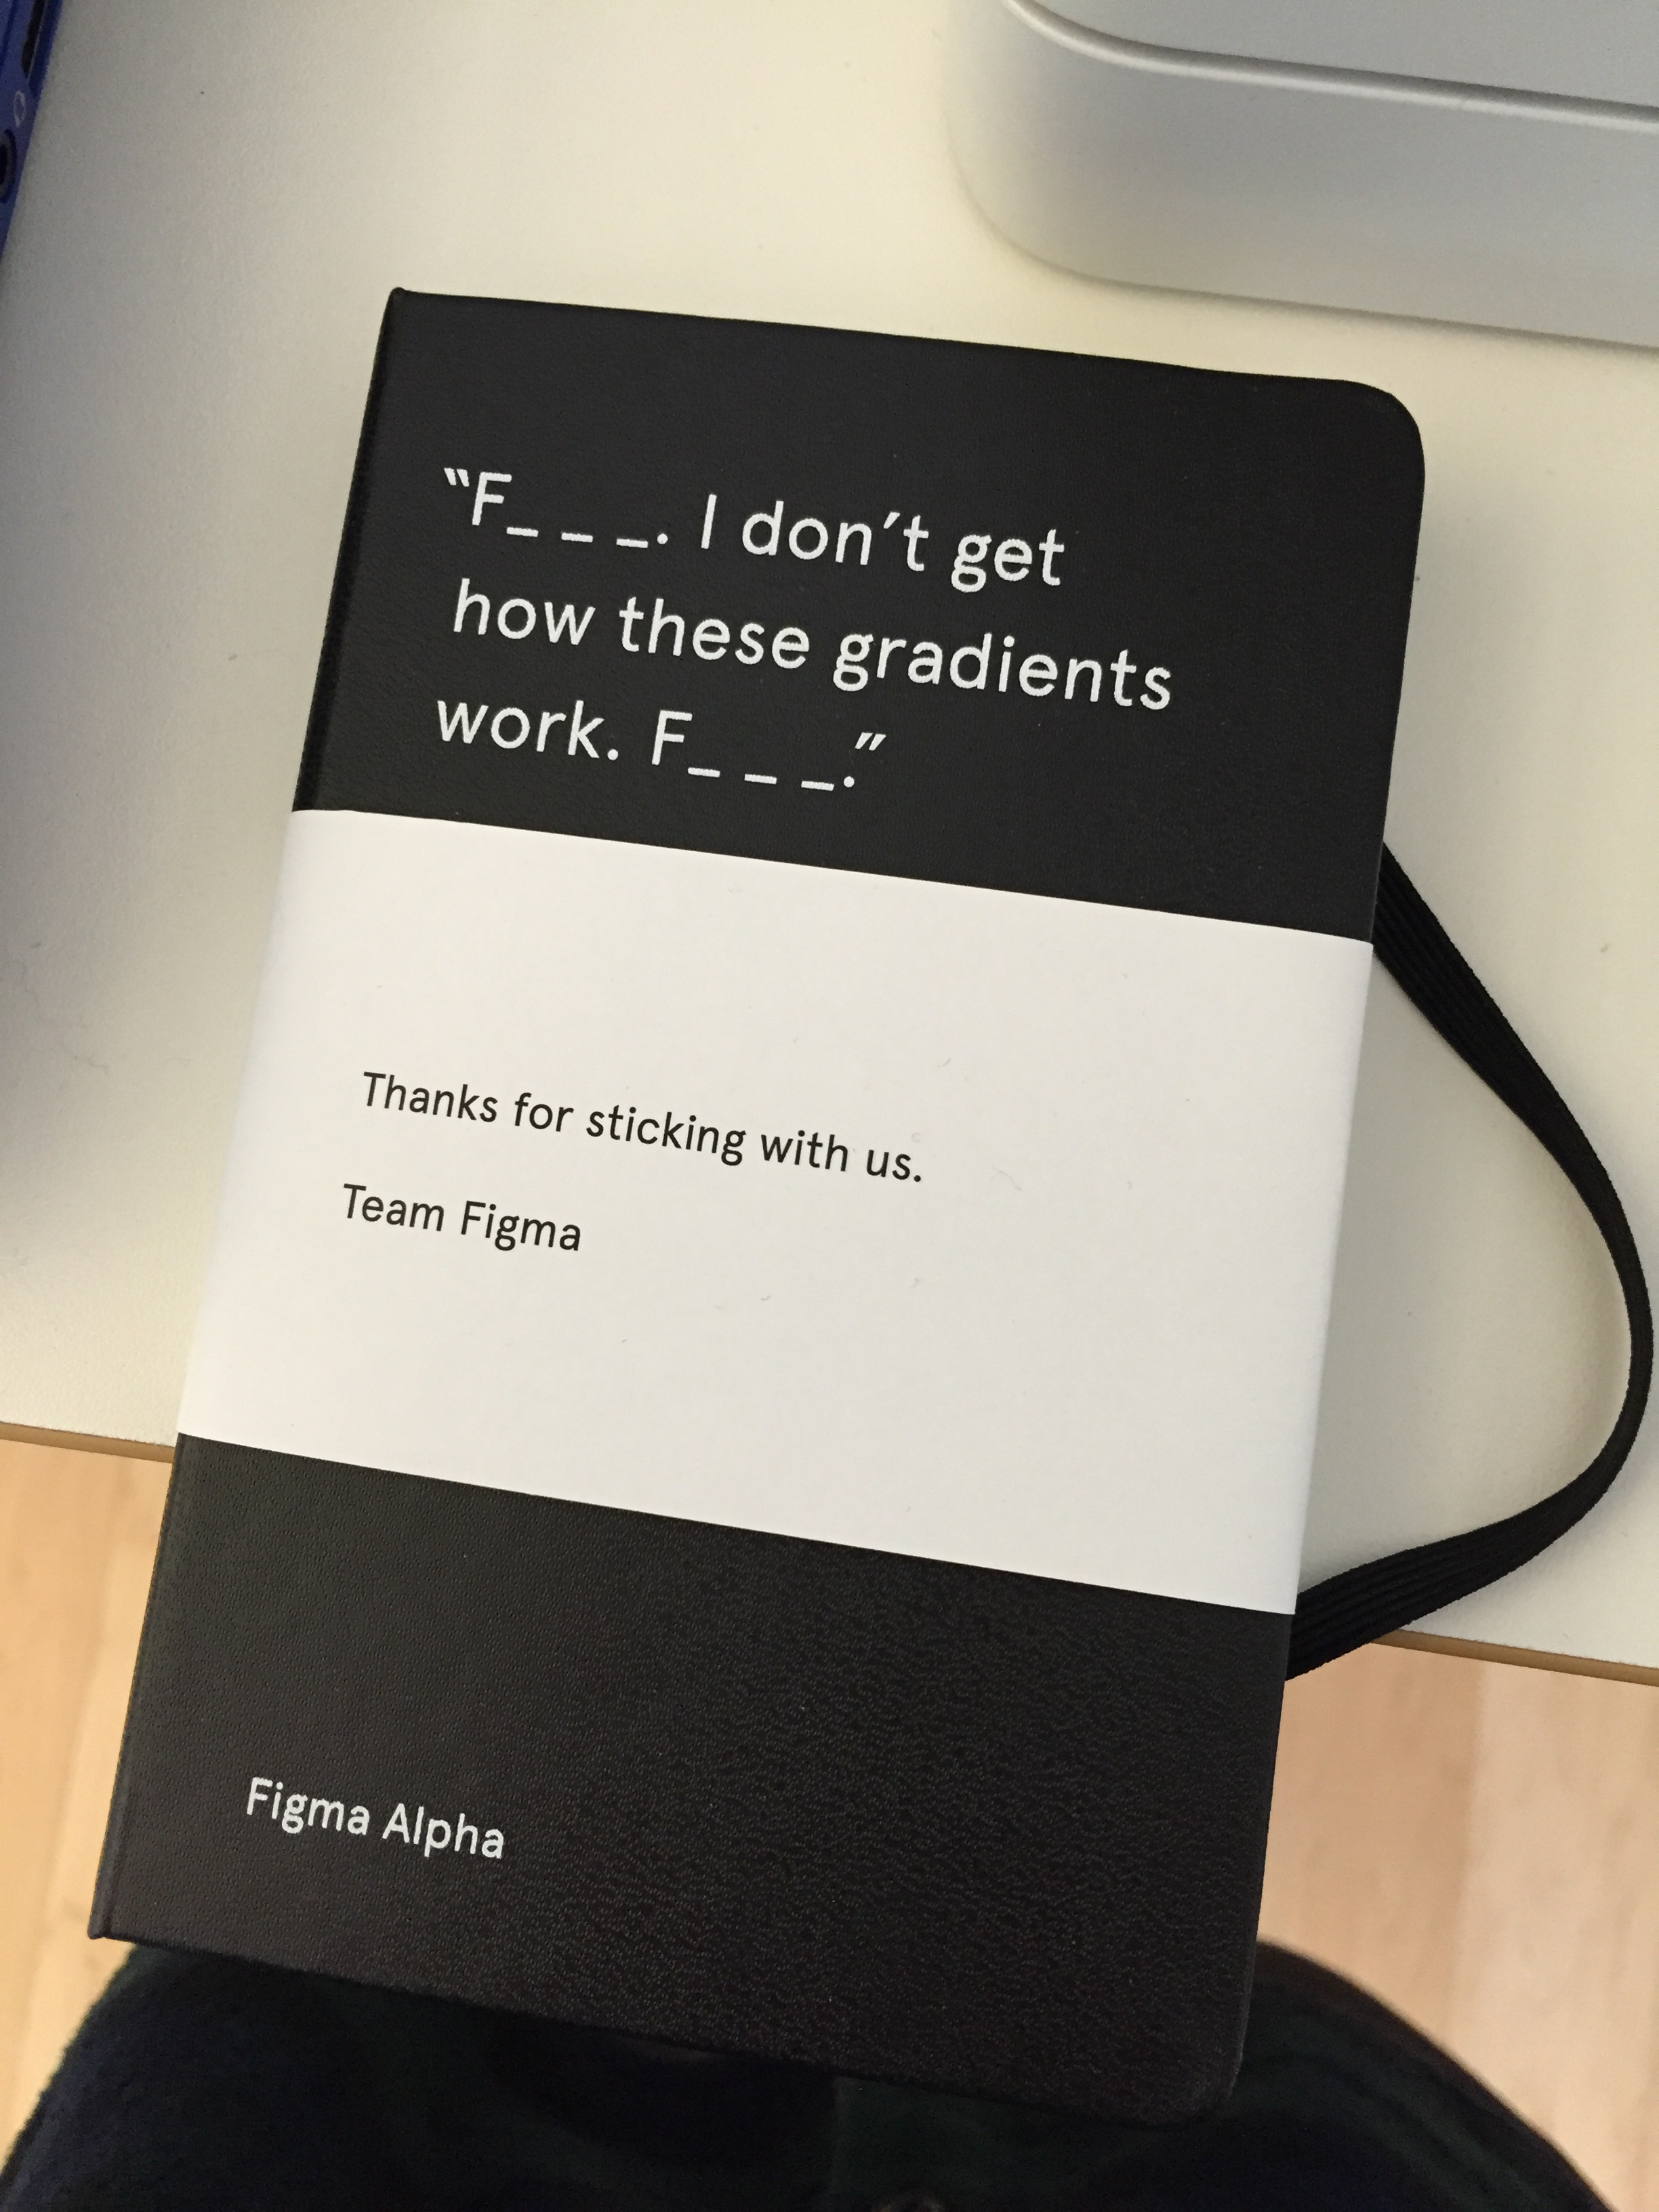 “F_ _ _. I don’t get
how these gradients
work. F_ _ _.”
Thanks for sticking with us.
Team Figma
Figma Alpha